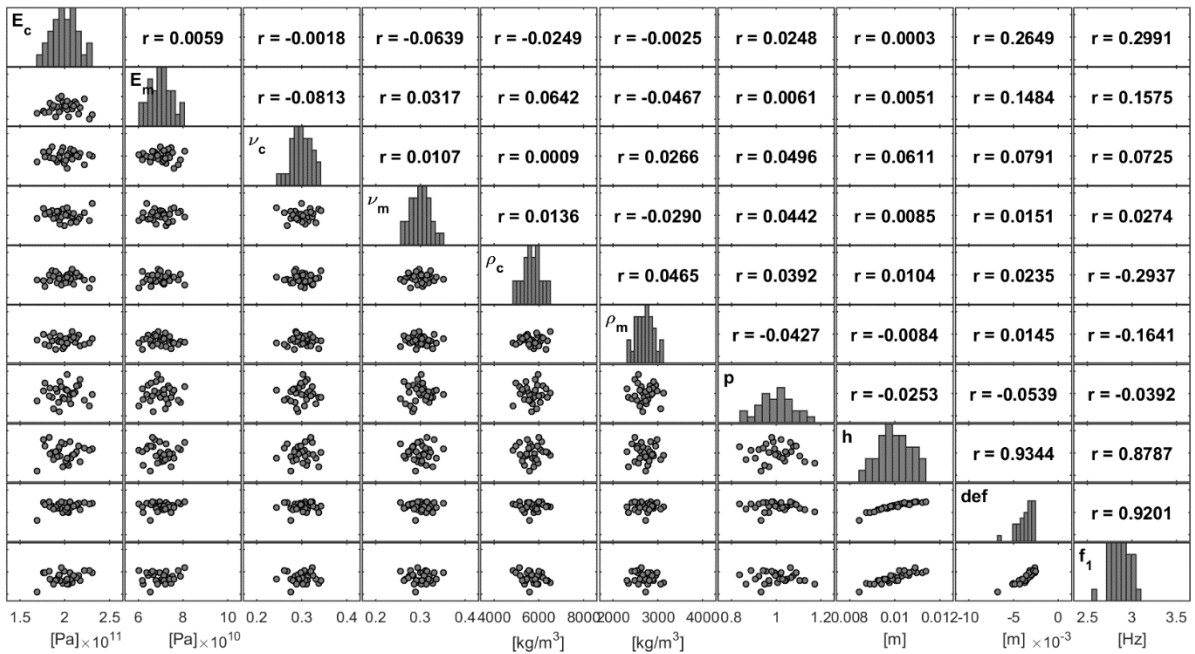 E_c r = 0.0059 r = -0.0018 r = -0.0639 r = -0.0249 r = -0.0025 r = 0.0248 r = 0.0003 r = 0.2649 r = 0.2991
E_m r = -0.0813 r = 0.0317 r = 0.0642 r = -0.0467 r = 0.0061 r = 0.0051 r = 0.1484 r = 0.1575
ν_c r = 0.0107 r = 0.0009 r = 0.0266 r = 0.0496 r = 0.0611 r = 0.0791 r = 0.0725
ν_m r = 0.0136 r = -0.0290 r = 0.0442 r = 0.0085 r = 0.0151 r = 0.0274
ρ_c r = 0.0465 r = 0.0392 r = 0.0104 r = 0.0235 r = -0.2937
ρ_m r = -0.0427 r = -0.0084 r = 0.0145 r = -0.1641
p r = -0.0253 r = -0.0539 r = -0.0392
h r = 0.9344 r = 0.8787
def r = 0.9201
f_1
1.5 2 2.5 6 8 10 0.2 0.3 0.4 0.2 0.3 0.4 4000 6000 8000 2000 3000 4000 0.8 1 1.2 0.008 0.01 0.012 -10 -5 0 2.5 3 3.5
[Pa] ×10^11 [Pa] ×10^10 [kg/m³] [kg/m³] [m] [m] ×10^-3 [Hz]